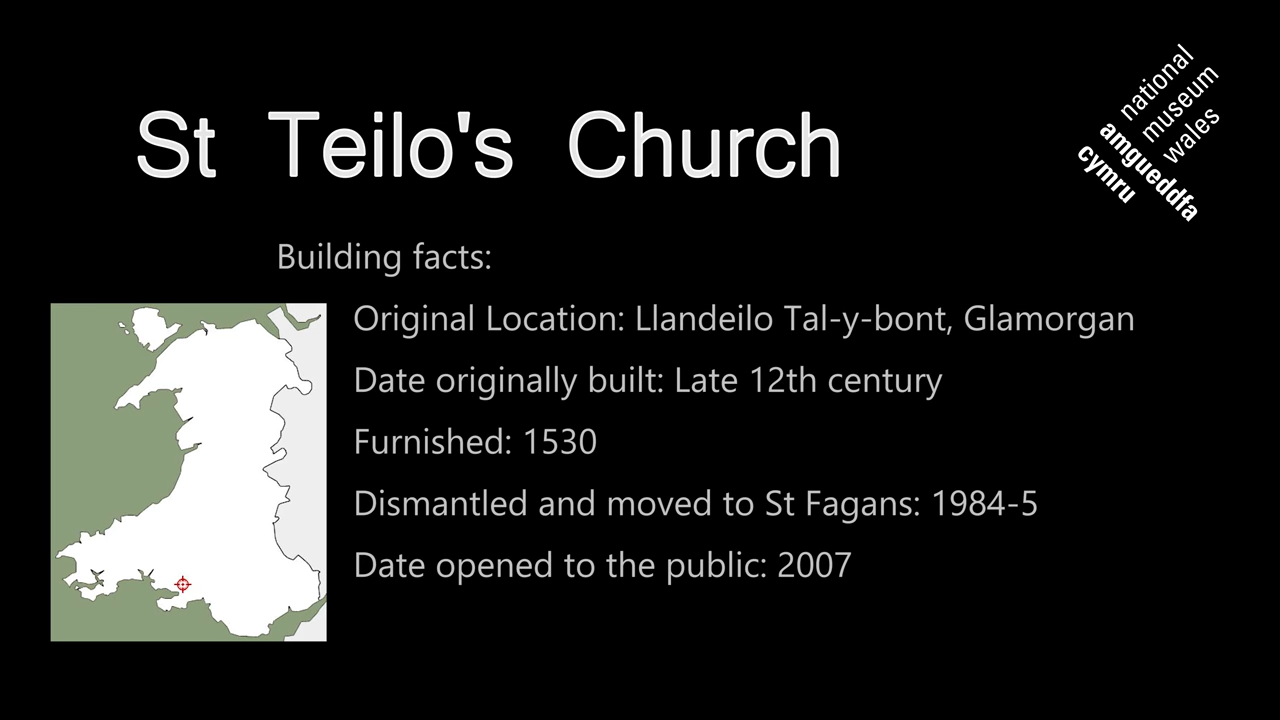 St Teilo's Church
national
museum
wales
amgueddfa
cymru
Building facts:
Original Location: Llandeilo Tal-y-bont, Glamorgan
Date originally built: Late 12th century
Furnished: 1530
Dismantled and moved to St Fagans: 1984-5
Date opened to the public: 2007